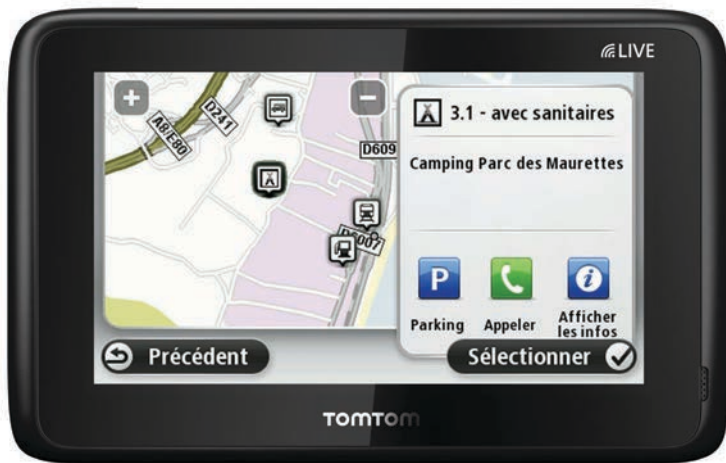 LIVE
+
−
D241
A8/E80
D609
D6007
3.1 - avec sanitaires
Camping Parc des Maurettes
P
i
Parking
Appeler
Afficher
les infos
Précédent
Sélectionner
TOMTOM